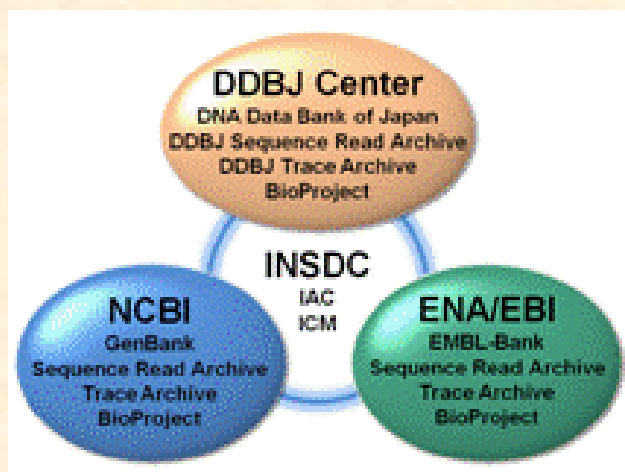 DDBJ Center
DNA Data Bank of Japan
DDBJ Sequence Read Archive
DDBJ Trace Archive
BioProject
INSDC
IAC
ICM
NCBI
GenBank
Sequence Read Archive
Trace Archive
BioProject
ENA/EBI
EMBL-Bank
Sequence Read Archive
Trace Archive
BioProject